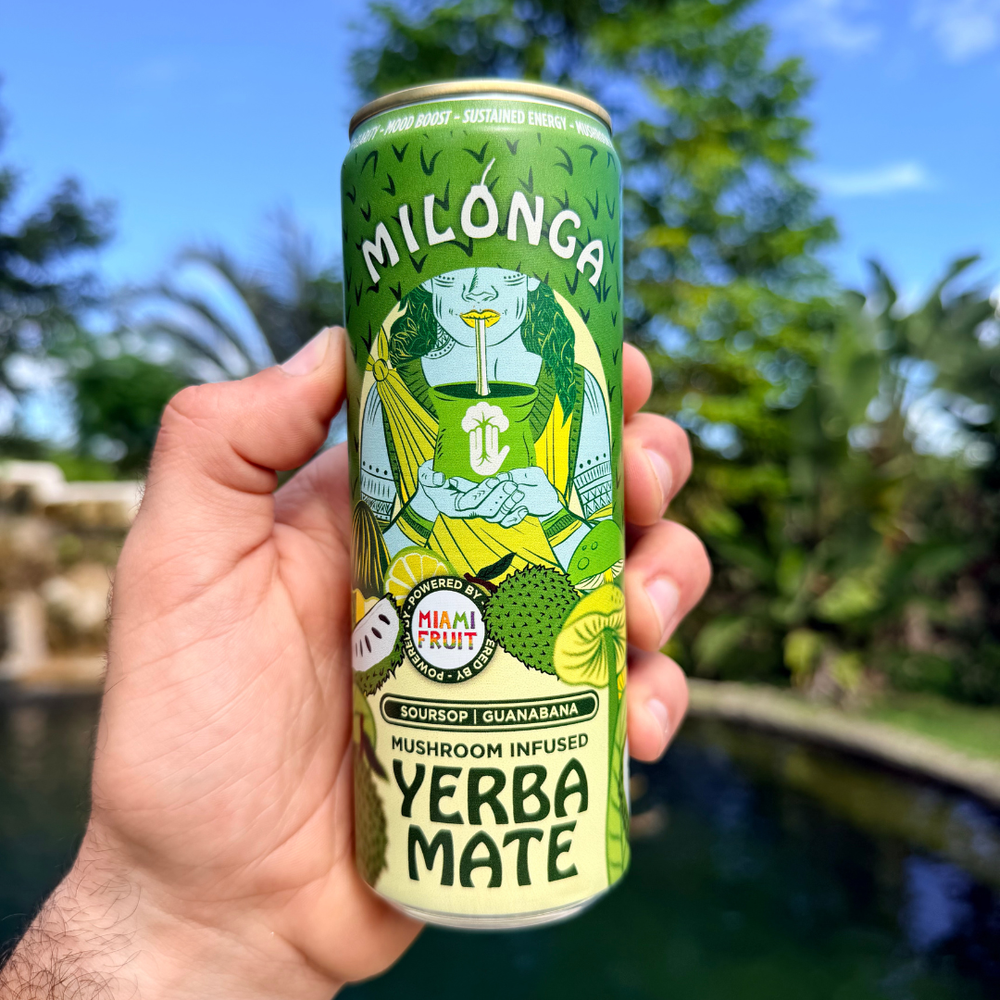 MOOD BOOST - SUSTAINED ENERGY -
MILONGA
POWERED BY
MIAMI
FRUIT
SOURSOP | GUANABANA
MUSHROOM INFUSED
YERBA
MATE